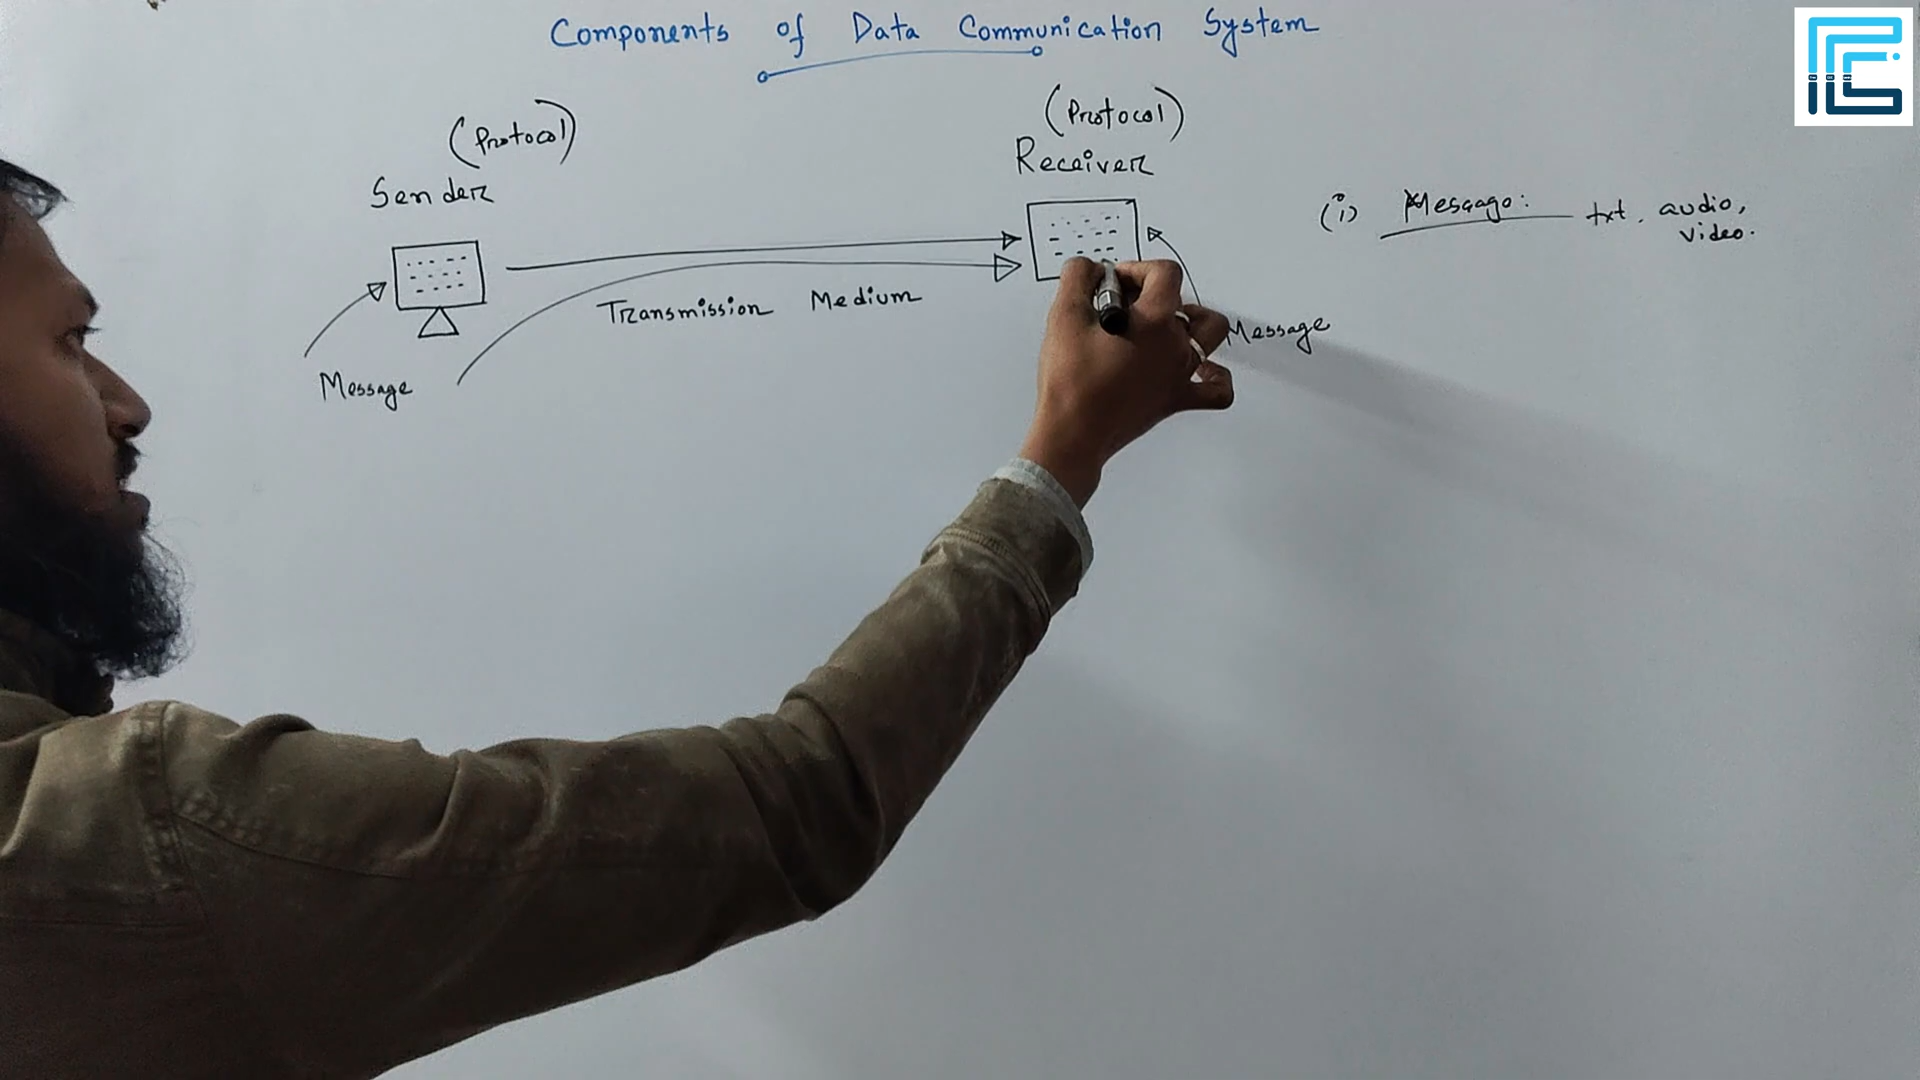 Components of Data Communication System
(Protocol)
Sender
(Protocol)
Receiver
(i) Message: txt. audio,
video.
Transmission Medium
Message
Message